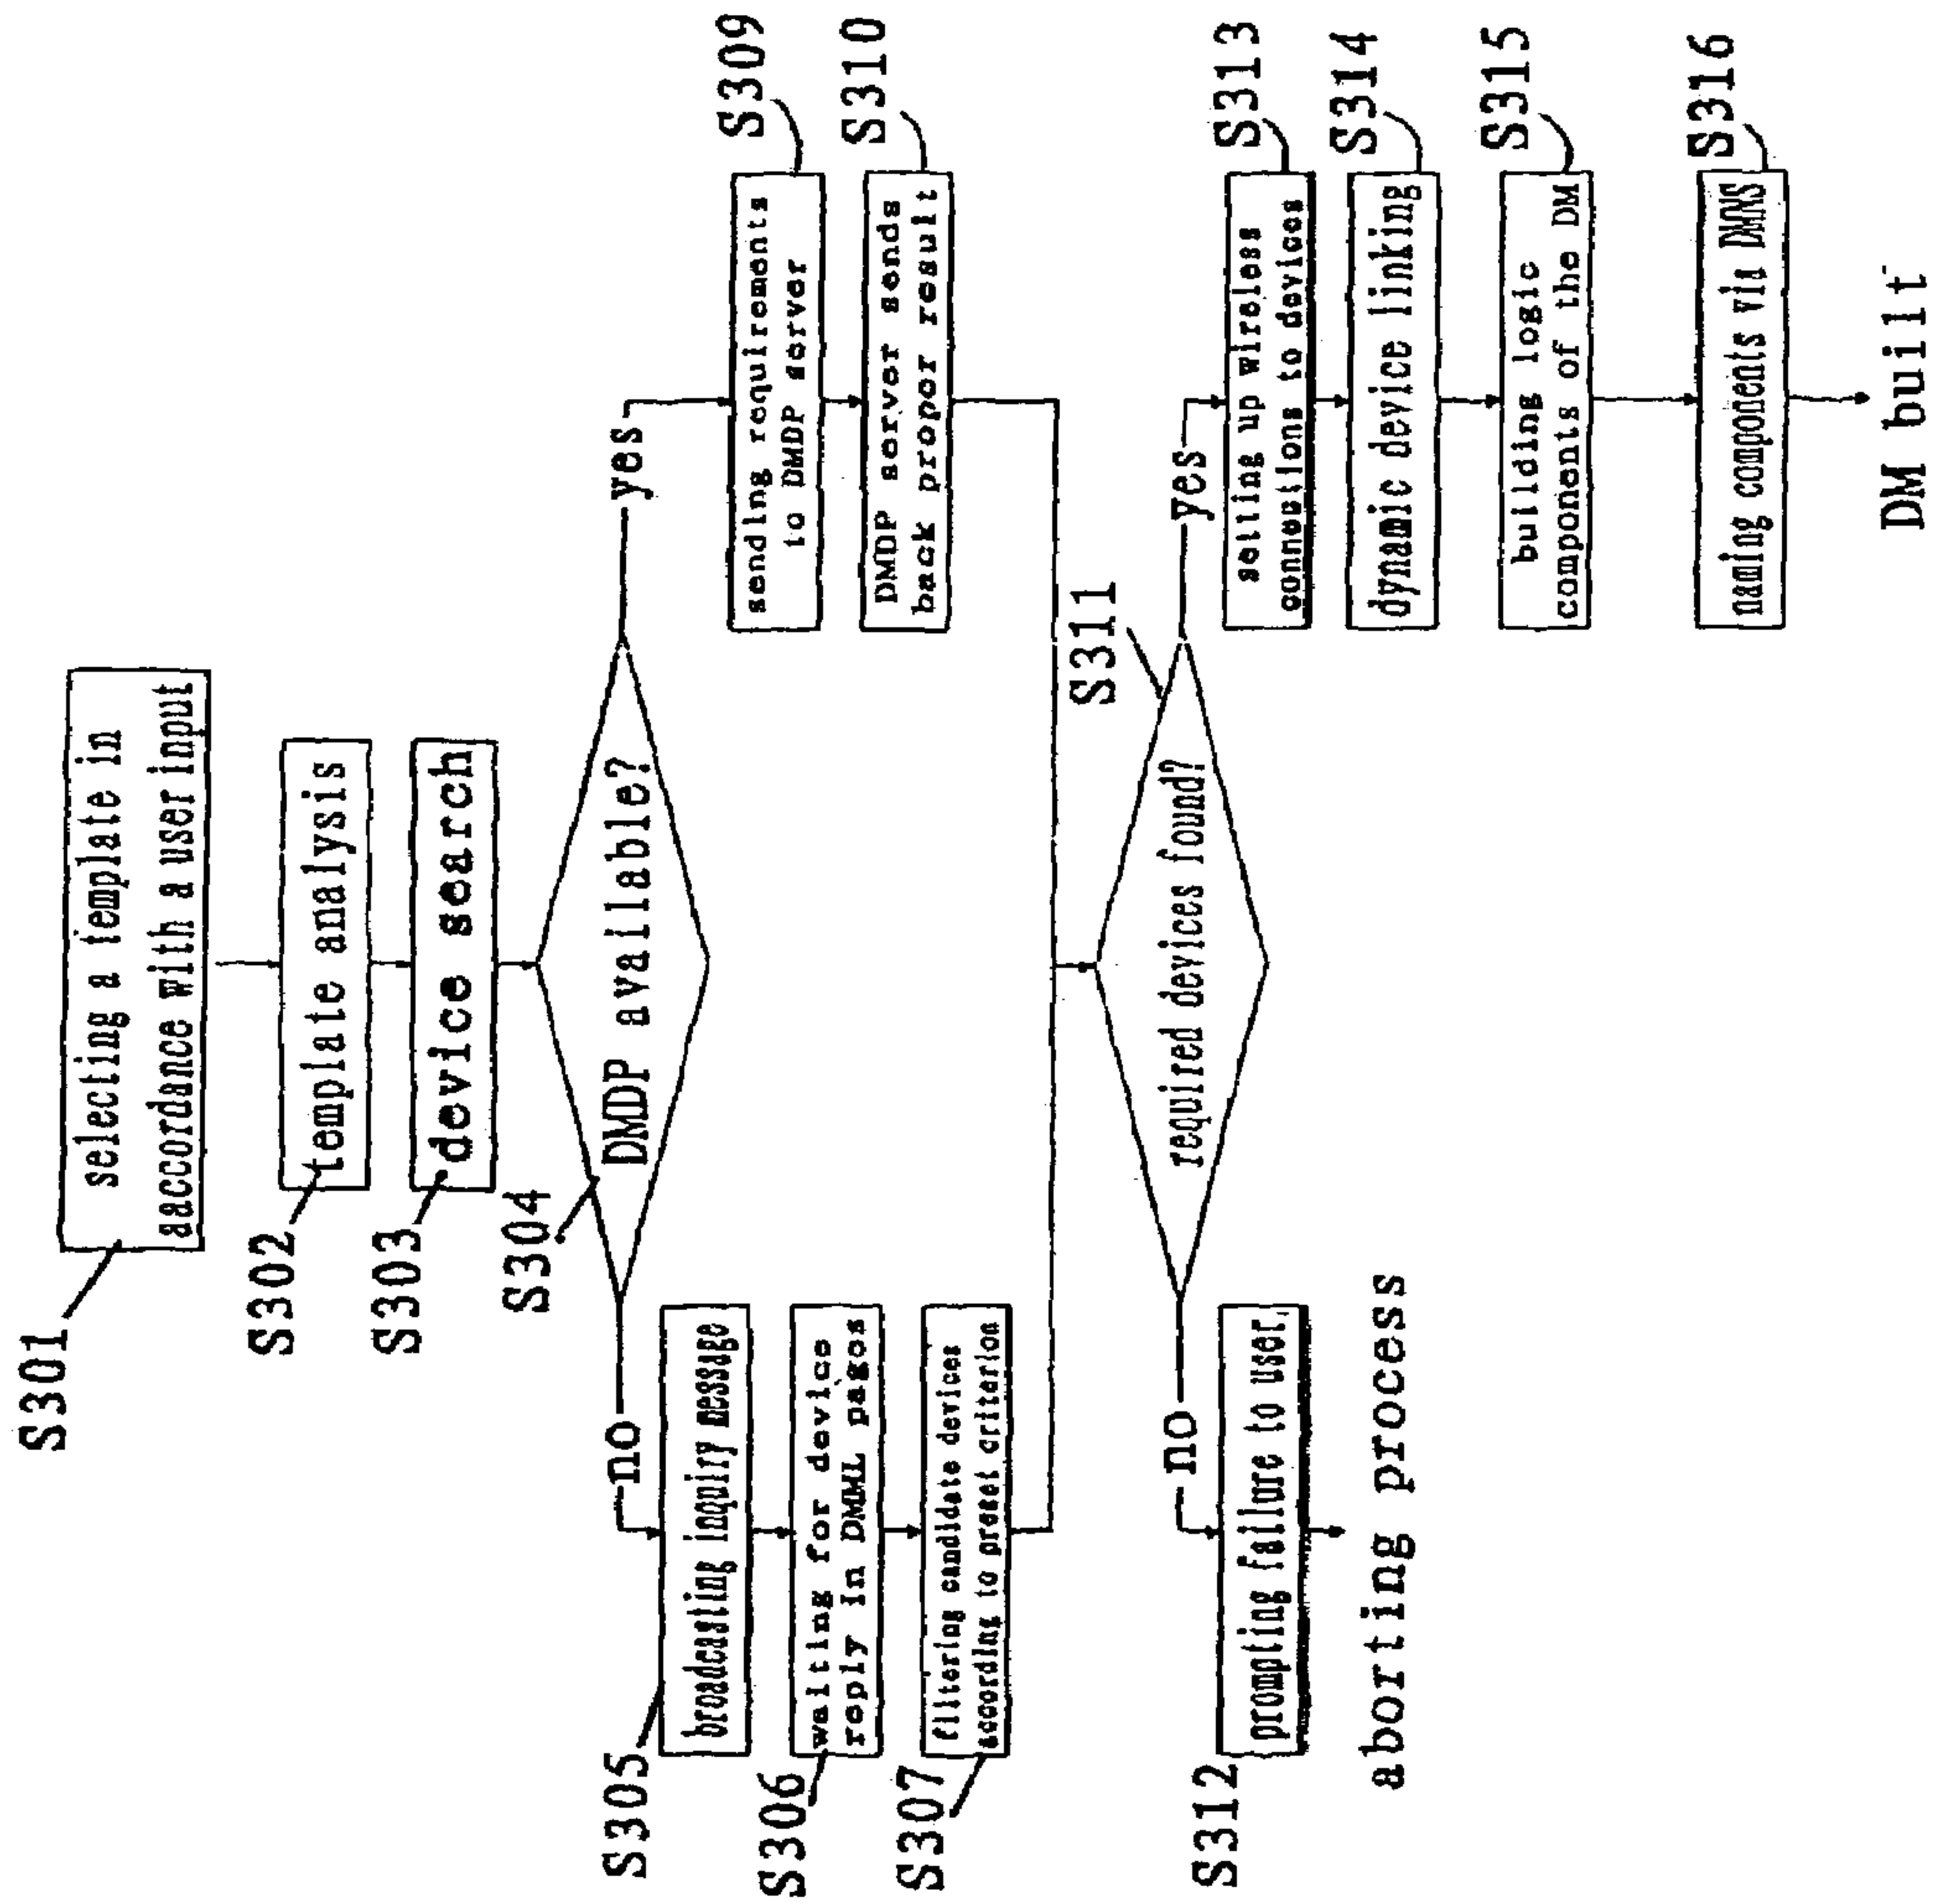 S301
selecting a template in
aaccordance with a user input
S302
template analysis
S303
device search
S304
DMDP available?
no
yes
S305
broadcasting inquiry message
S306
waiting for device
reply in DMML pages
S307
filtering candidate devices
according to preset criterion
S309
sending requirements
to DMDP server
S310
DMDP server sends
back proper result
S311
required devices found?
no
yes
S312
prompting failure to user,
aborting process
S313
setting up wireless
connections to devices
S314
dynamic device linking
S315
building logic
components of the DM
S316
naming components via DMNS
DM built